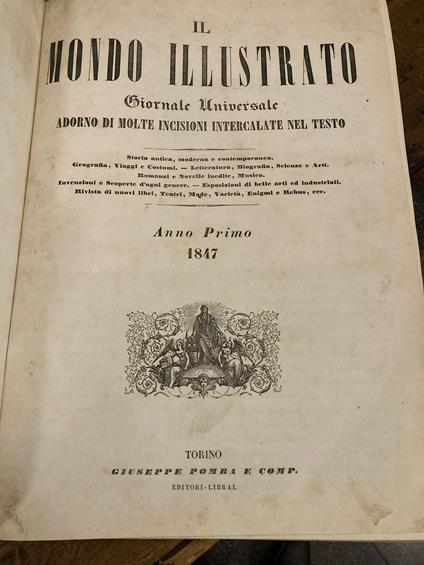 IL
MONDO ILLUSTRATO
Giornale Universale
ADORNO DI MOLTE INCISIONI INTERCALATE NEL TESTO
Storia antica, moderna e contemporanea.
Geografia, Viaggi e Costumi. — Letteratura, Biografia, Scienze e Arti.
Romanzi e Novelle inedite, Musica.
Invenzioni e Scoperte d'ogni genere. — Esposizioni di belle arti ed industriali.
Rivista di nuovi libri, Teatri, Mode, Varietà, Enigmi e Rebus, ecc.
Anno Primo
1847
TORINO
GIUSEPPE POMBA E COMP.
EDITORI-LIBRAI.